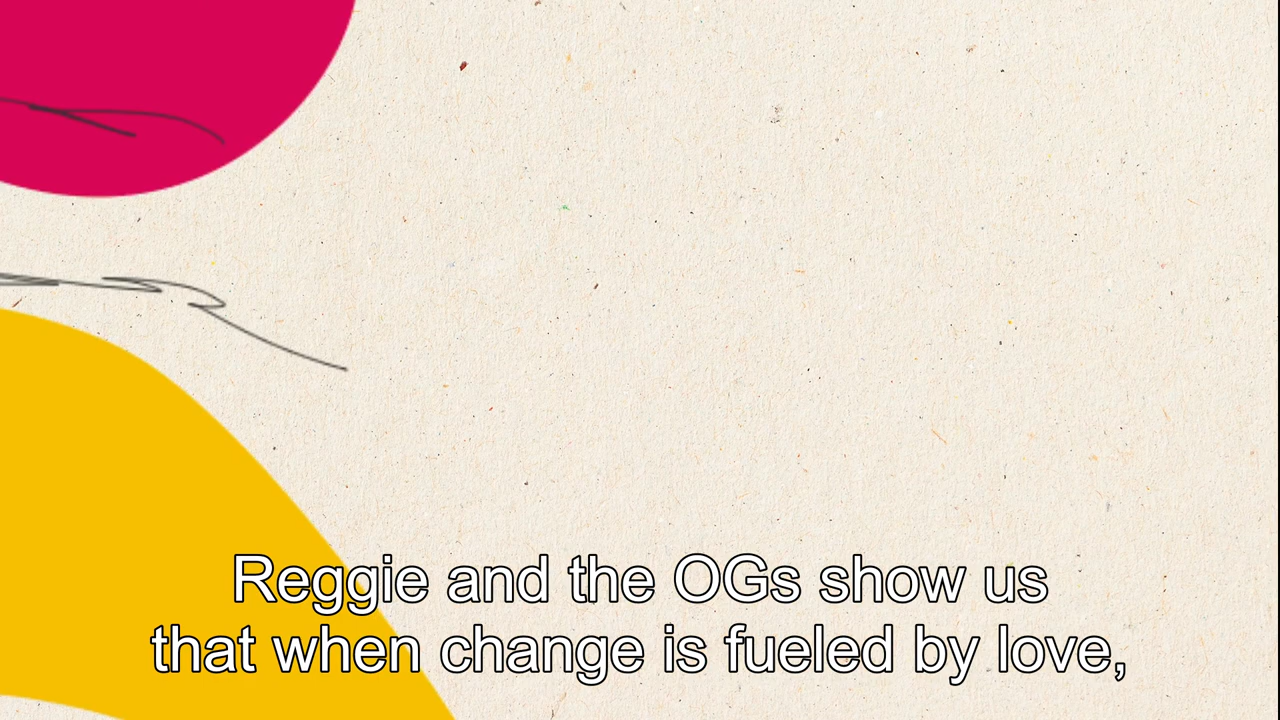 Reggie and the OGs show us
that when change is fueled by love,